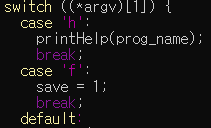 switch ((*argv)[1]) {
case 'h':
printHelp(prog_name);
break;
case 'f':
save = 1;
break;
default: